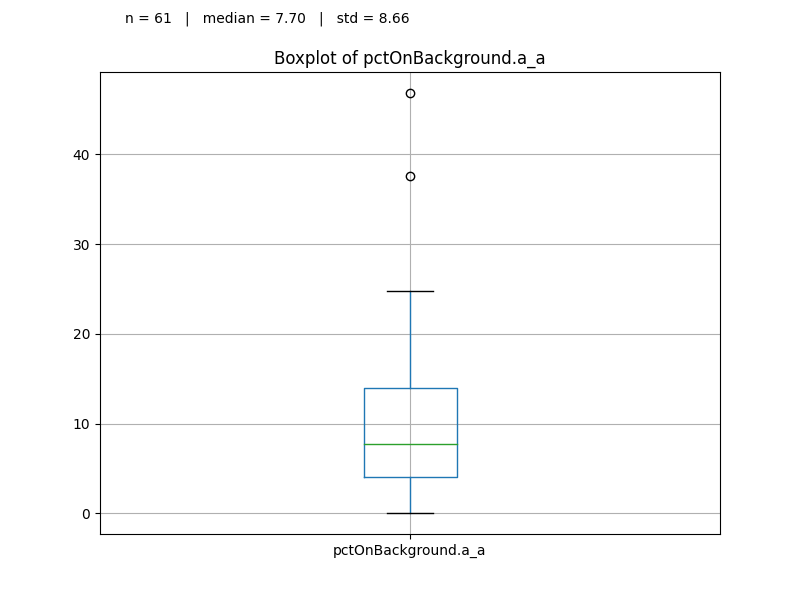 n = 61   |   median = 7.70   |   std = 8.66
Boxplot of pctOnBackground.a_a
40
30
20
10
0
pctOnBackground.a_a